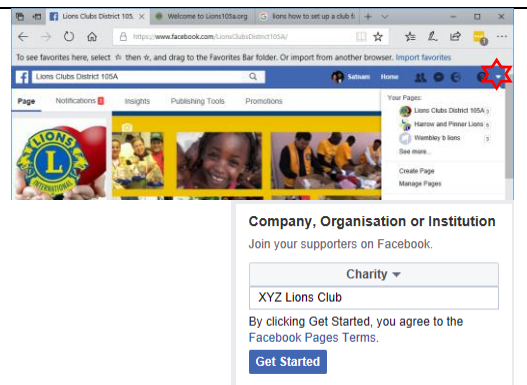 Lions Clubs District 105. Welcome to Lions105a.org lions how to set up a club f
https://www.facebook.com/LionsClubsDistrict105A/
To see favorites here, select then, and drag to the Favorites Bar folder. Or import from another browser. Import favorites
Lions Clubs District 105A Satnam Home
Page Notifications 8 Insights Publishing Tools Promotions
Your Pages:
Lions Clubs District 105A
Harrow and Pinner Lions 5
Wembley b lions
See more...
Create Page
Manage Pages
LIONS
INTERNATIONAL
Company, Organisation or Institution
Join your supporters on Facebook.
Charity
XYZ Lions Club
By clicking Get Started, you agree to the
Facebook Pages Terms.
Get Started